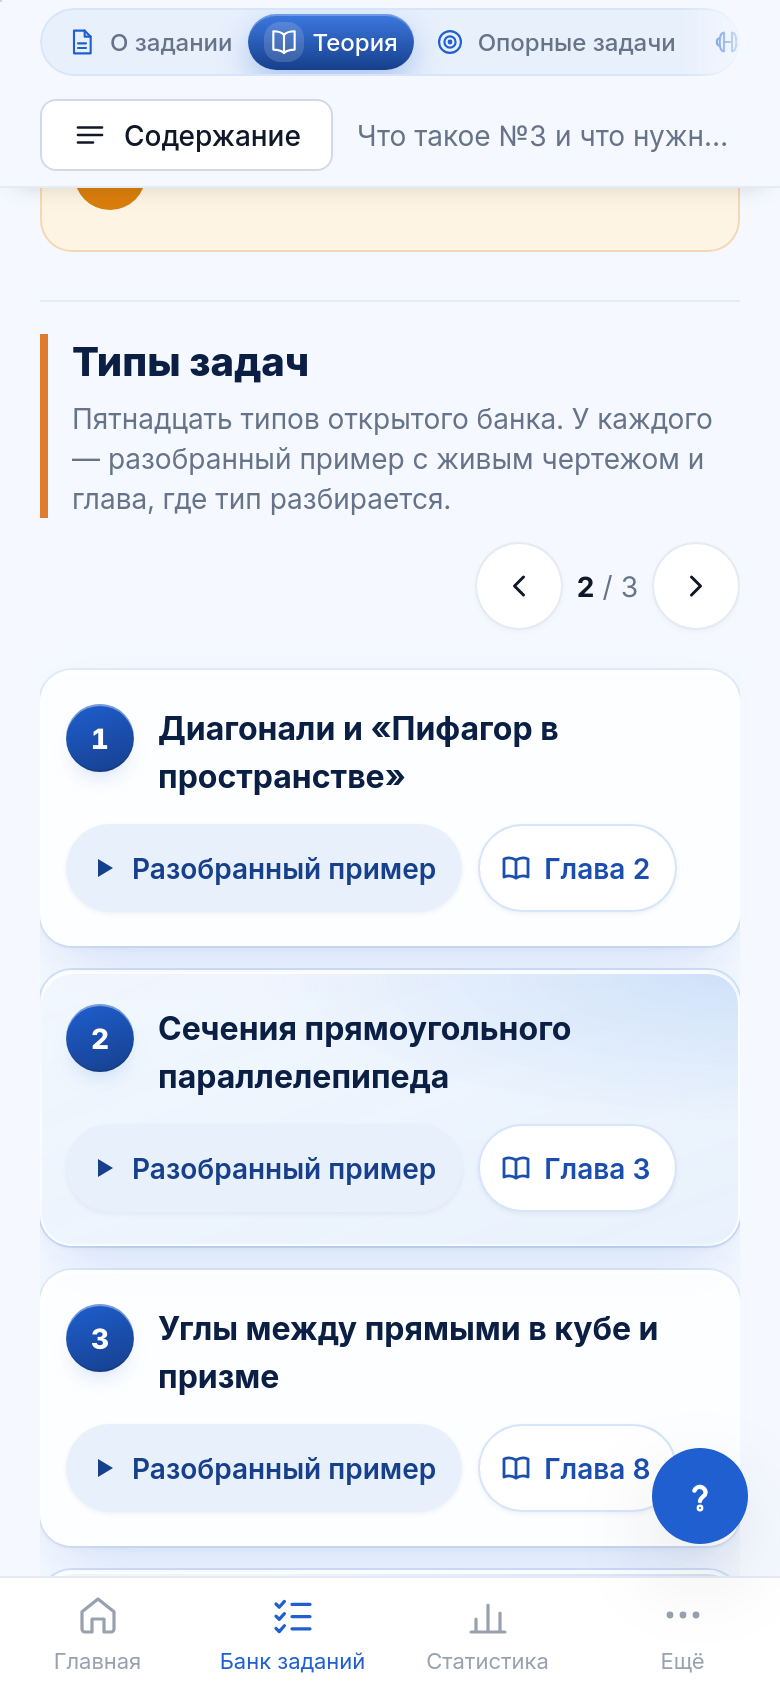 О задании
Теория
Опорные задачи
Содержание
Что такое №3 и что нужн...
Типы задач
Пятнадцать типов открытого банка. У каждого
— разобранный пример с живым чертежом и
глава, где тип разбирается.
2 / 3
1
Диагонали и «Пифагор в
пространстве»
Разобранный пример
Глава 2
2
Сечения прямоугольного
параллелепипеда
Разобранный пример
Глава 3
3
Углы между прямыми в кубе и
призме
Разобранный пример
Глава 8
?
Главная
Банк заданий
Статистика
Ещё